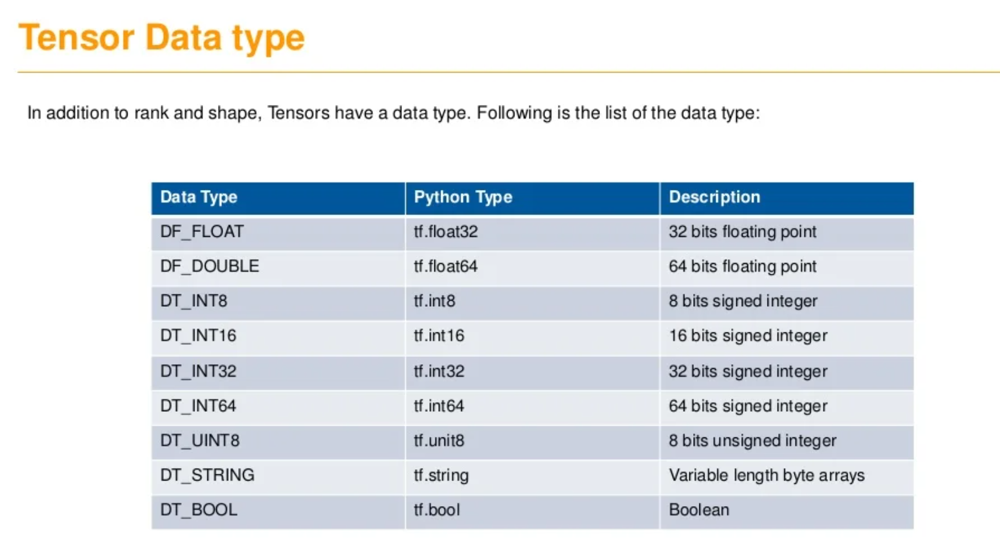 Tensor Data type
In addition to rank and shape, Tensors have a data type. Following is the list of the data type:
Data Type Python Type Description
DF_FLOAT tf.float32 32 bits floating point
DF_DOUBLE tf.float64 64 bits floating point
DT_INT8 tf.int8 8 bits signed integer
DT_INT16 tf.int16 16 bits signed integer
DT_INT32 tf.int32 32 bits signed integer
DT_INT64 tf.int64 64 bits signed integer
DT_UINT8 tf.unit8 8 bits unsigned integer
DT_STRING tf.string Variable length byte arrays
DT_BOOL tf.bool Boolean